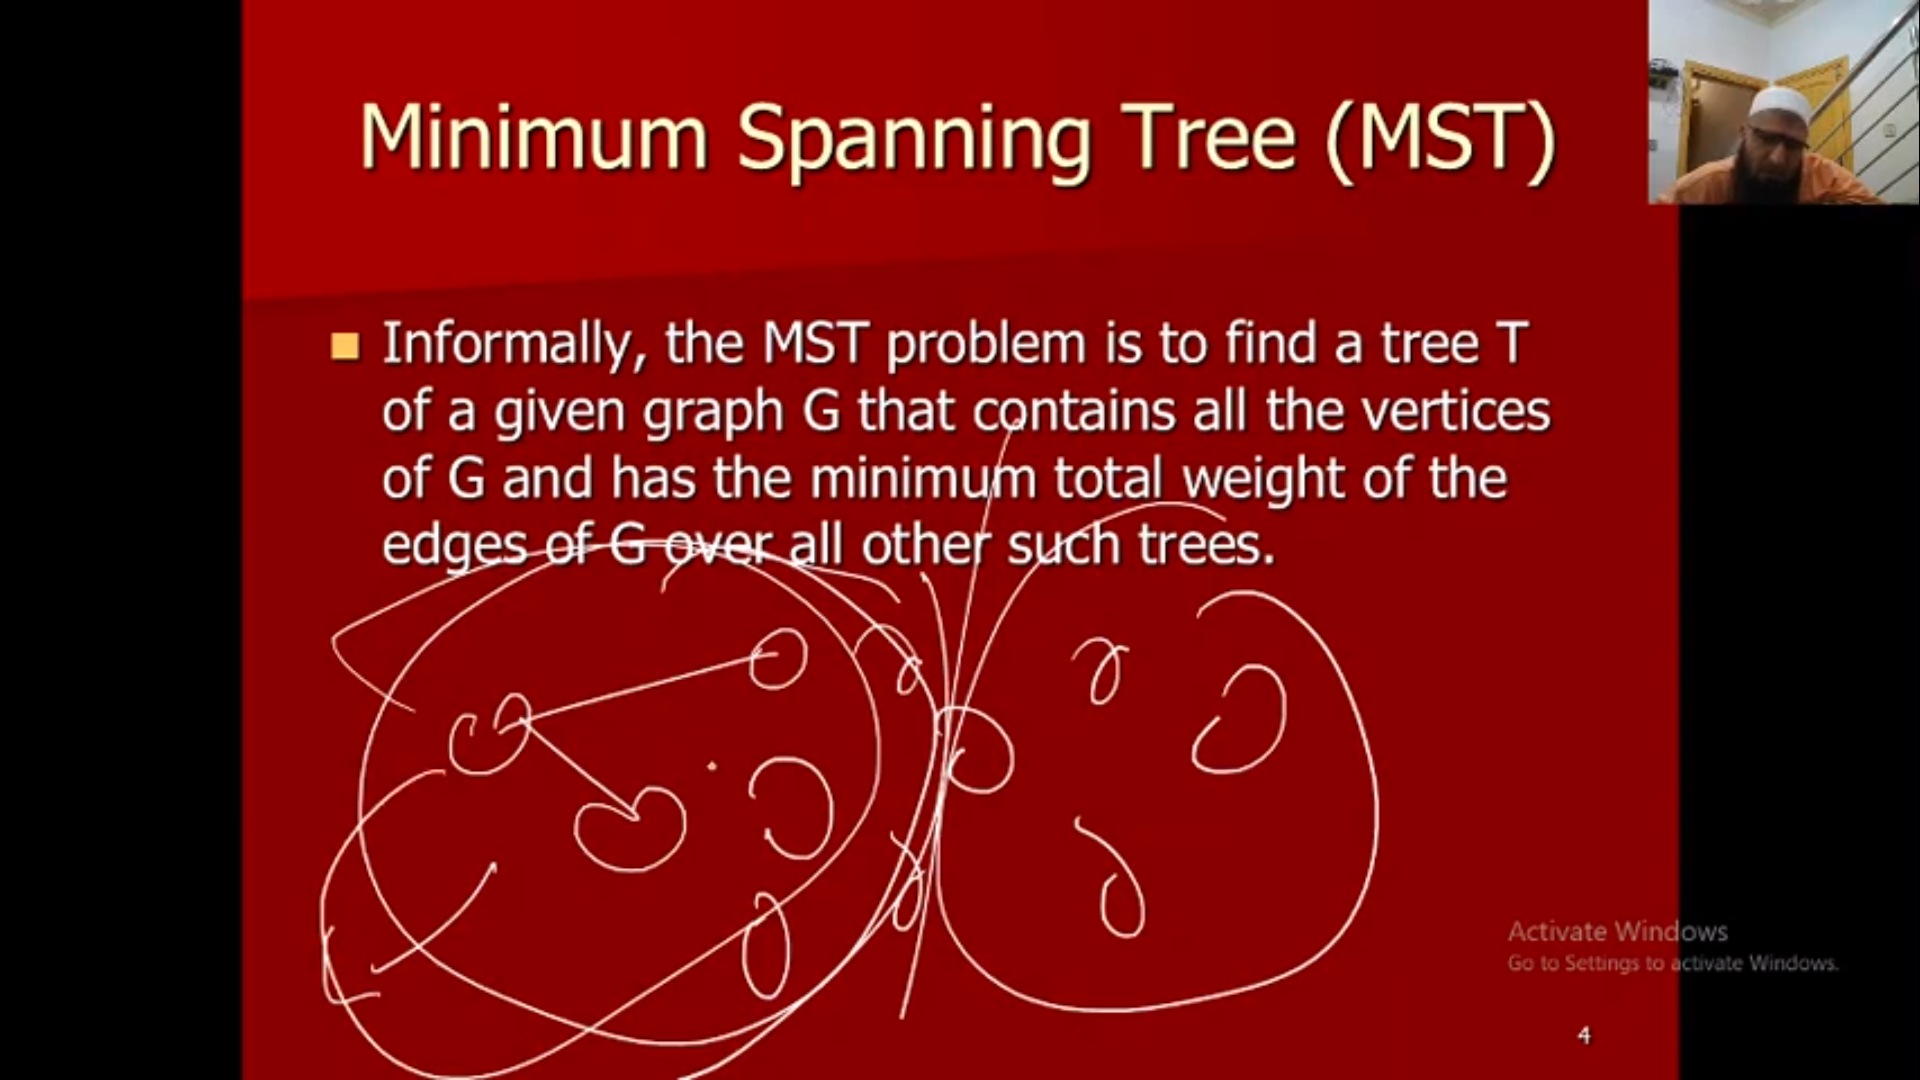 Minimum Spanning Tree (MST)
Informally, the MST problem is to find a tree T
of a given graph G that contains all the vertices
of G and has the minimum total weight of the
edges of G over all other such trees.
Activate Windows
Go to Settings to activate Windows.
4